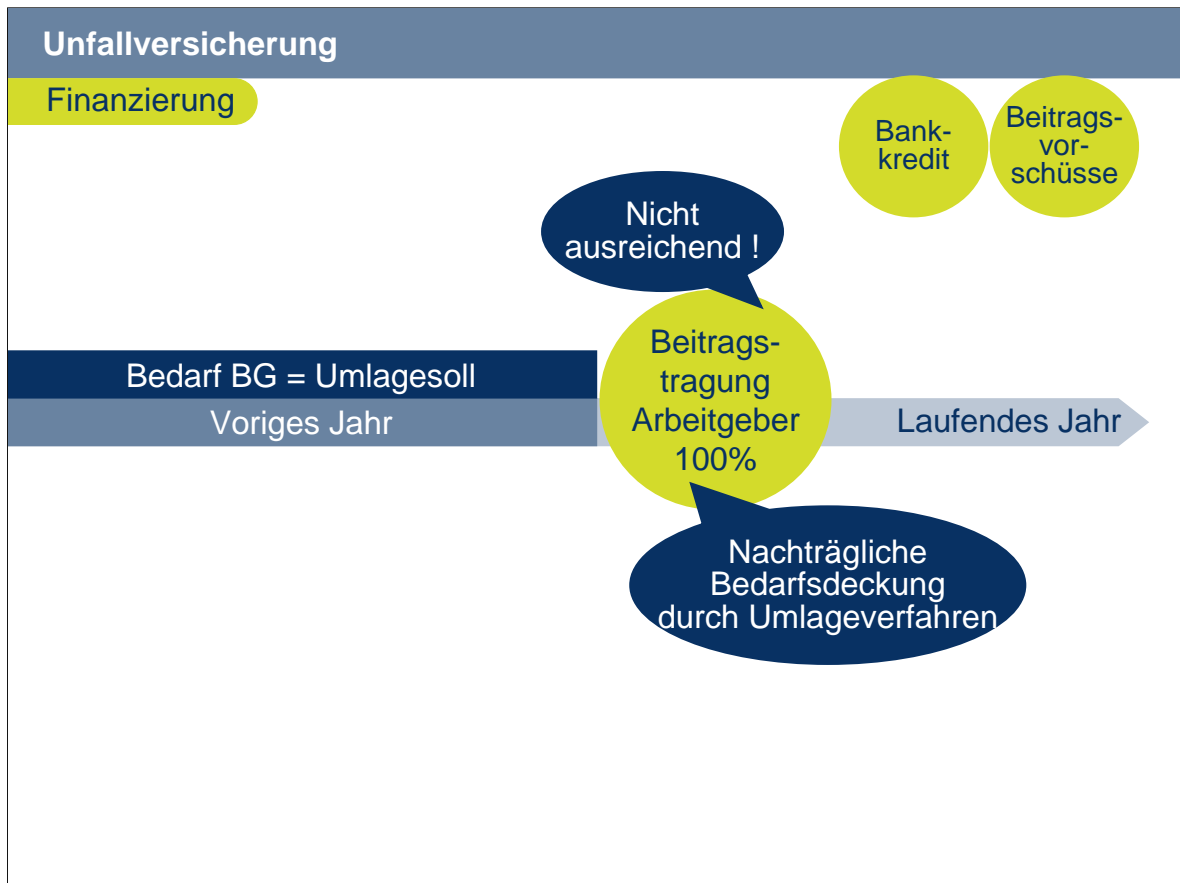 Unfallversicherung
Finanzierung
Bank-
kredit
Beitrags-
vor-
schüsse
Nicht
ausreichend !
Beitrags-
tragung
Arbeitgeber
100%
Bedarf BG = Umlagesoll
Voriges Jahr
Laufendes Jahr
Nachträgliche
Bedarfsdeckung
durch Umlageverfahren